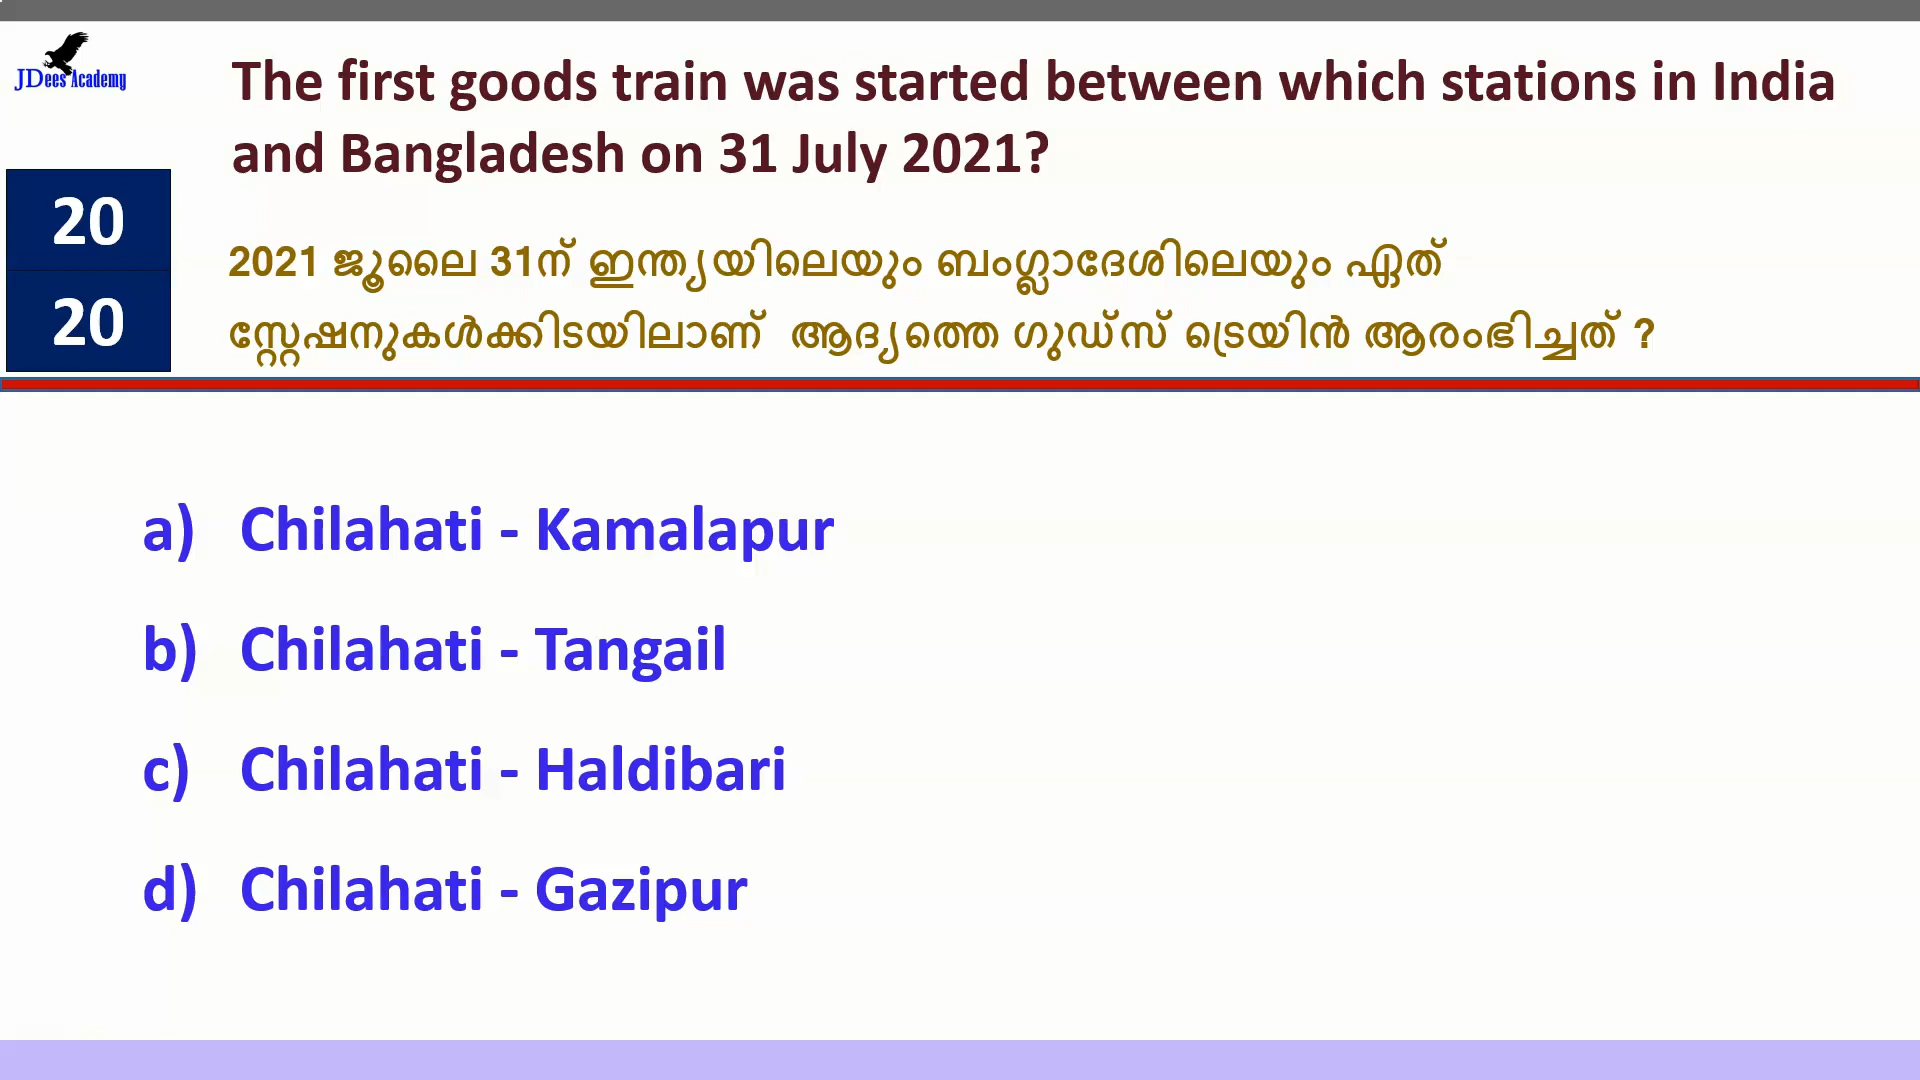 JDees Academy
The first goods train was started between which stations in India
and Bangladesh on 31 July 2021?
20
20
2021 ജൂലൈ 31ന് ഇന്ത്യയിലെയും ബംഗ്ലാദേശിലെയും ഏത്
സ്റ്റേഷനുകൾക്കിടയിലാണ് ആദ്യത്തെ ഗുഡ്സ് ട്രെയിൻ ആരംഭിച്ചത് ?
a) Chilahati - Kamalapur
b) Chilahati - Tangail
c) Chilahati - Haldibari
d) Chilahati - Gazipur